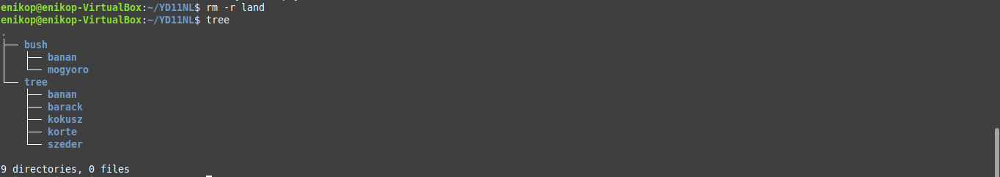 enikop@enikop-VirtualBox:~/YD11NL$ rm -r land
enikop@enikop-VirtualBox:~/YD11NL$ tree
.
├── bush
│   ├── banan
│   └── mogyoro
└── tree
    ├── banan
    ├── barack
    ├── kokusz
    ├── korte
    └── szeder

9 directories, 0 files